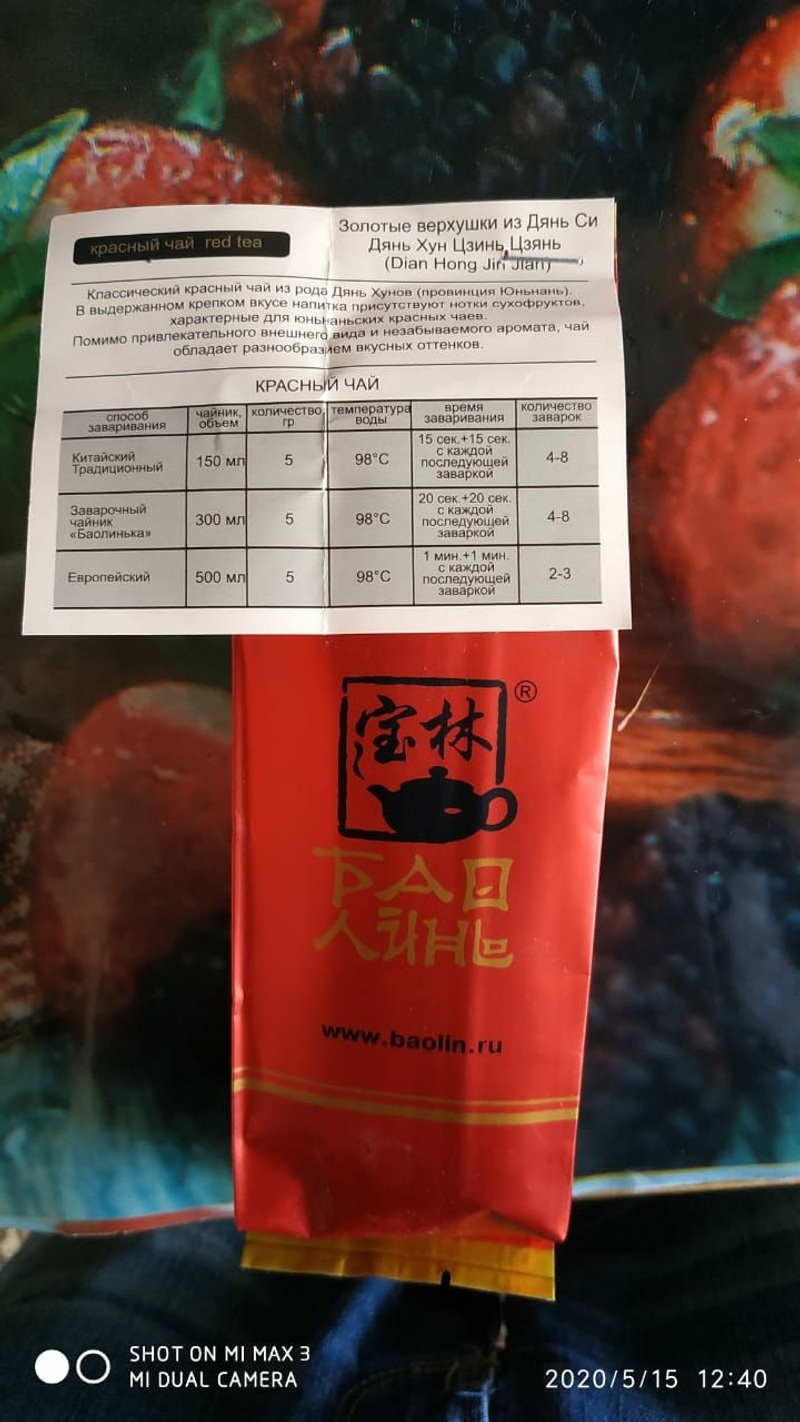 красный чай red tea
Золотые верхушки из Дянь Си
Дянь Хун Цзинь Цзянь
(Dian Hong Jin Jian)
Классический красный чай из рода Дянь Хунов (провинция Юньнань).
В выдержанном крепком вкусе напитка присутствуют нотки сухофруктов,
характерные для юньнаньских красных чаев.
Помимо привлекательного внешнего вида и незабываемого аромата, чай
обладает разнообразием вкусных оттенков.
КРАСНЫЙ ЧАЙ
способ заваривания чайник, объем количество, гр температура воды время заваривания количество заварок
Китайский Традиционный 150 мл 5 98°C 15 сек.+15 сек. с каждой последующей заваркой 4-8
Заварочный чайник «Баолинька» 300 мл 5 98°C 20 сек.+20 сек. с каждой последующей заваркой 4-8
Европейский 500 мл 5 98°C 1 мин.+1 мин. с каждой последующей заваркой 2-3
宝林 ®
БАО
ЛИНЬ
www.baolin.ru
SHOT ON MI MAX 3
MI DUAL CAMERA
2020/5/15 12:40